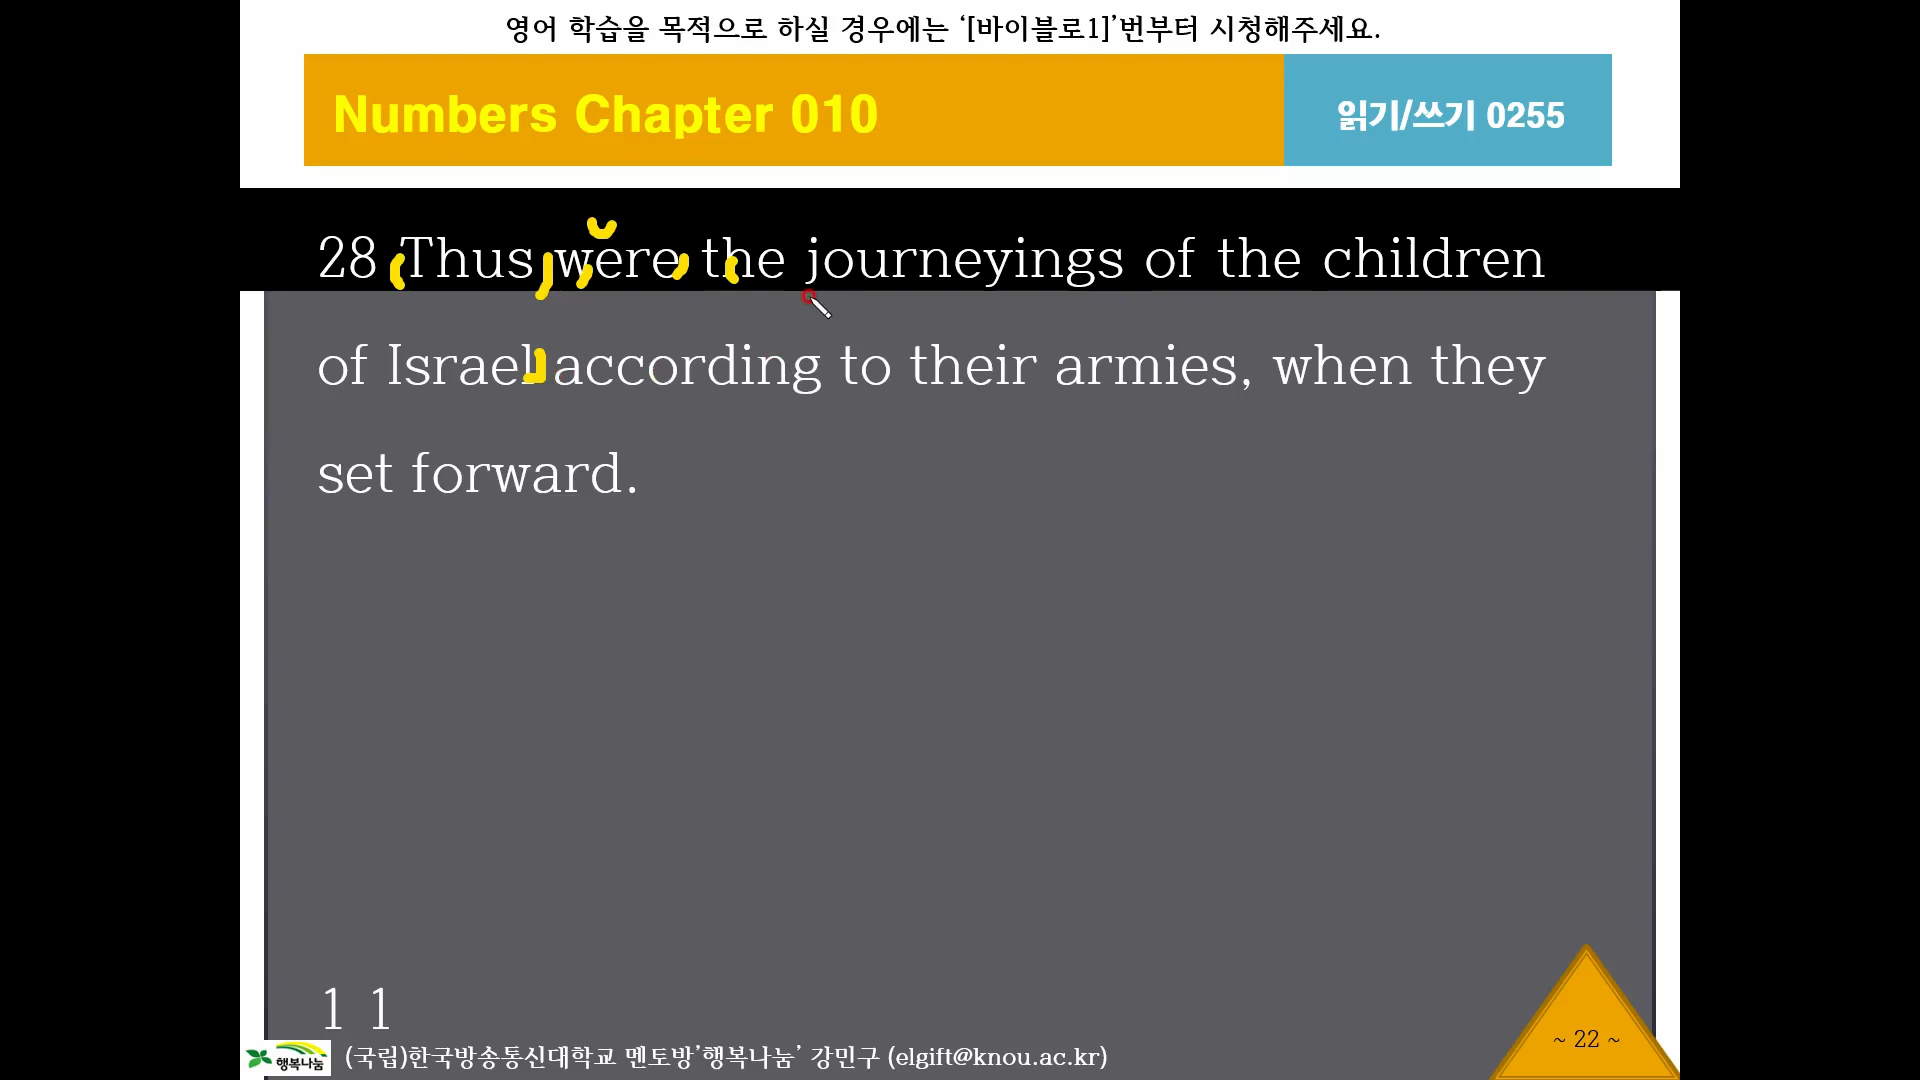 영어 학습을 목적으로 하실 경우에는 ‘[바이블로1]’번부터 시청해주세요.
Numbers Chapter 010
읽기/쓰기 0255
28 Thus were the journeyings of the children
of Israel according to their armies, when they
set forward.
1 1
~ 22 ~
행복나눔
(국립)한국방송통신대학교 멘토방’행복나눔’ 강민구 (elgift@knou.ac.kr)